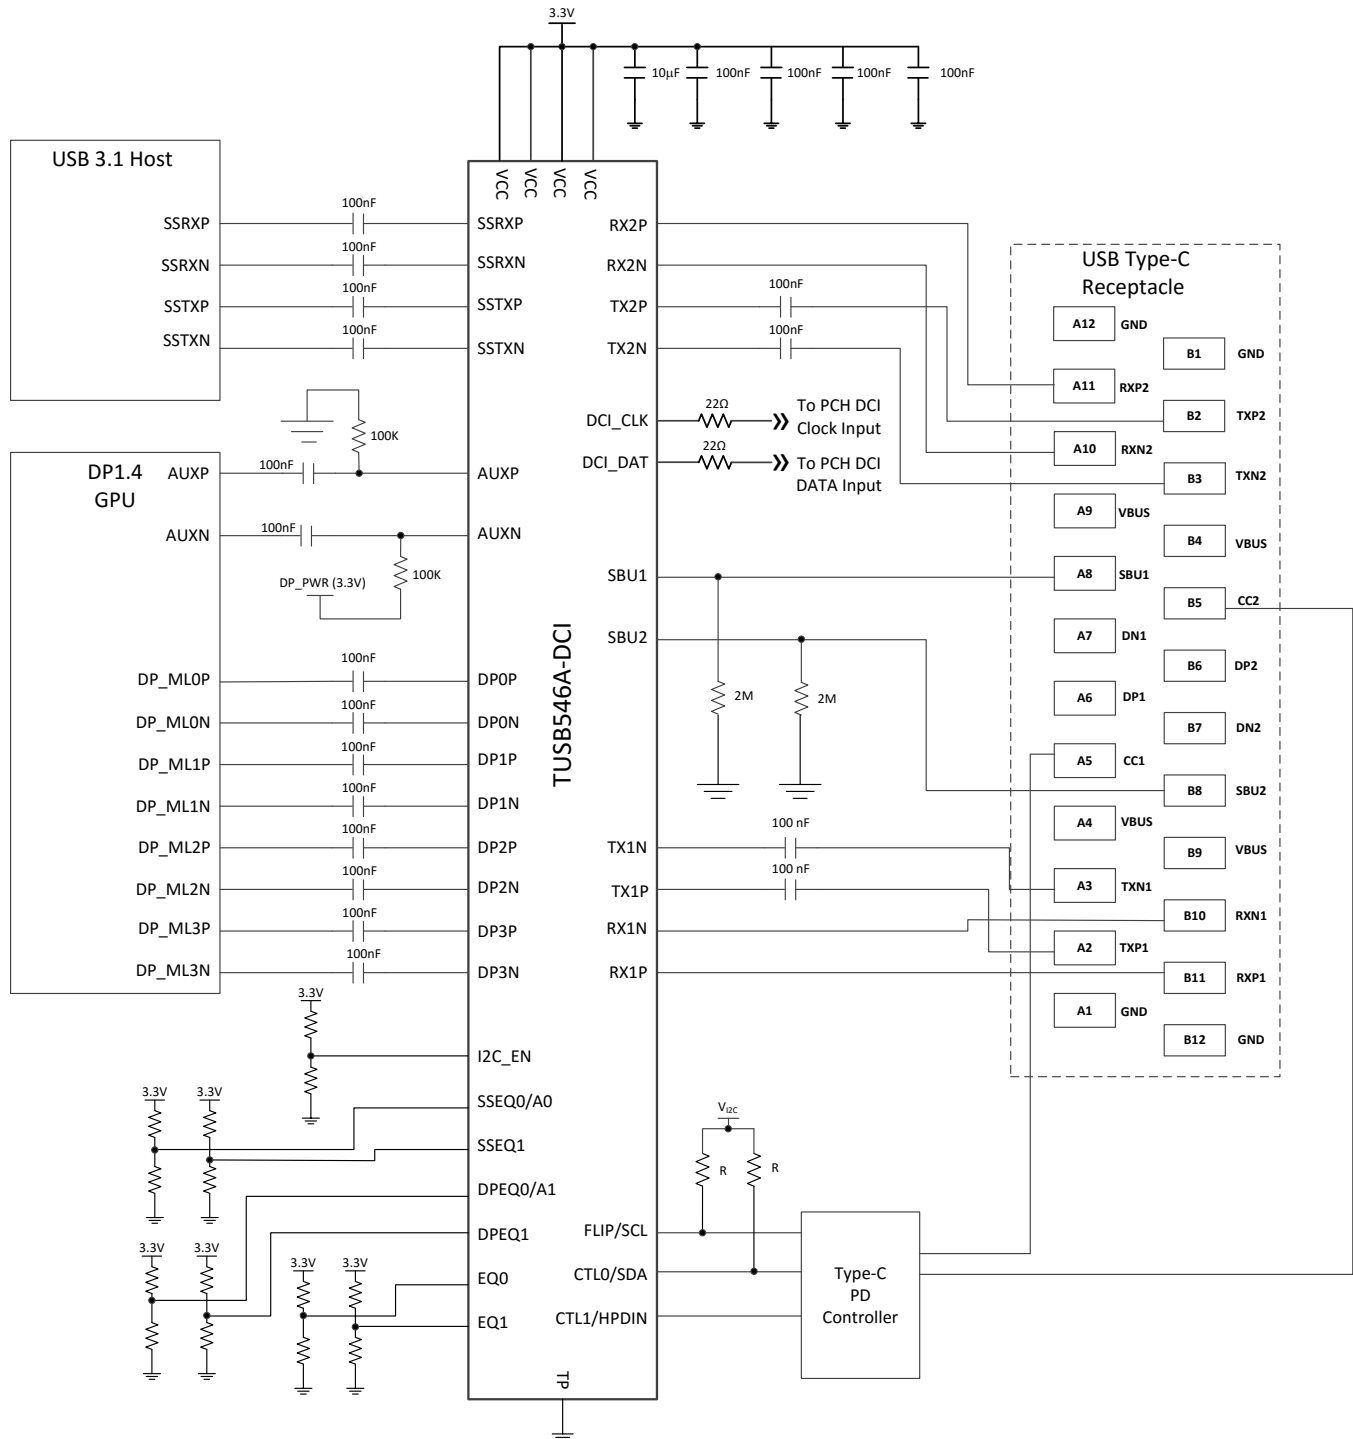 3.3V
10µF
100nF
100nF
100nF
100nF
USB 3.1 Host
SSRXP
SSRXN
SSTXP
SSTXN
100nF
100nF
100nF
100nF
100K
DP1.4
GPU
AUXP
AUXN
100nF
100nF
100K
DP_PWR (3.3V)
DP_ML0P
DP_ML0N
DP_ML1P
DP_ML1N
DP_ML2P
DP_ML2N
DP_ML3P
DP_ML3N
100nF
100nF
100nF
100nF
100nF
100nF
100nF
100nF
VCC
VCC
VCC
VCC
SSRXP
SSRXN
SSTXP
SSTXN
AUXP
AUXN
DP0P
DP0N
DP1P
DP1N
DP2P
DP2N
DP3P
DP3N
I2C_EN
SSEQ0/A0
SSEQ1
DPEQ0/A1
DPEQ1
EQ0
EQ1
TUSB546A-DCI
TP
RX2P
RX2N
TX2P
TX2N
DCI_CLK
DCI_DAT
SBU1
SBU2
TX1N
TX1P
RX1N
RX1P
FLIP/SCL
CTL0/SDA
CTL1/HPDIN
3.3V
3.3V
3.3V
3.3V
3.3V
3.3V
3.3V
100nF
100nF
22Ω
To PCH DCI
Clock Input
22Ω
To PCH DCI
DATA Input
2M
2M
100 nF
100 nF
VI2C
R
R
Type-C
PD
Controller
USB Type-C
Receptacle
A12 GND
B1 GND
A11 RXP2
B2 TXP2
A10 RXN2
B3 TXN2
A9 VBUS
B4 VBUS
A8 SBU1
B5 CC2
A7 DN1
B6 DP2
A6 DP1
B7 DN2
A5 CC1
B8 SBU2
A4 VBUS
B9 VBUS
A3 TXN1
B10 RXN1
A2 TXP1
B11 RXP1
A1 GND
B12 GND